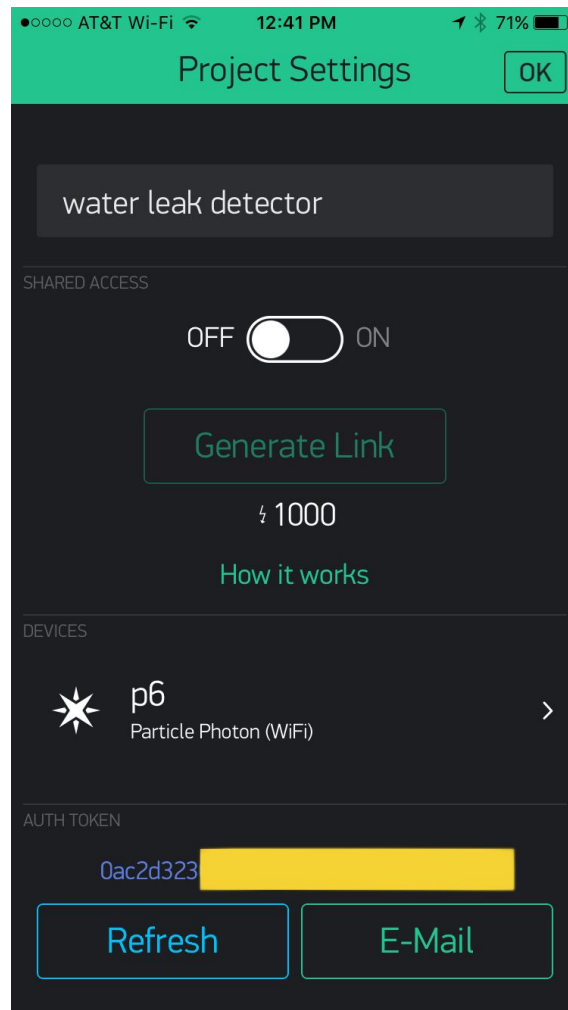 AT&T Wi-Fi 12:41 PM 71%
Project Settings OK
water leak detector
SHARED ACCESS
OFF ON
Generate Link
1000
How it works
DEVICES
p6
Particle Photon (WiFi)
AUTH TOKEN
0ac2d323
Refresh E-Mail